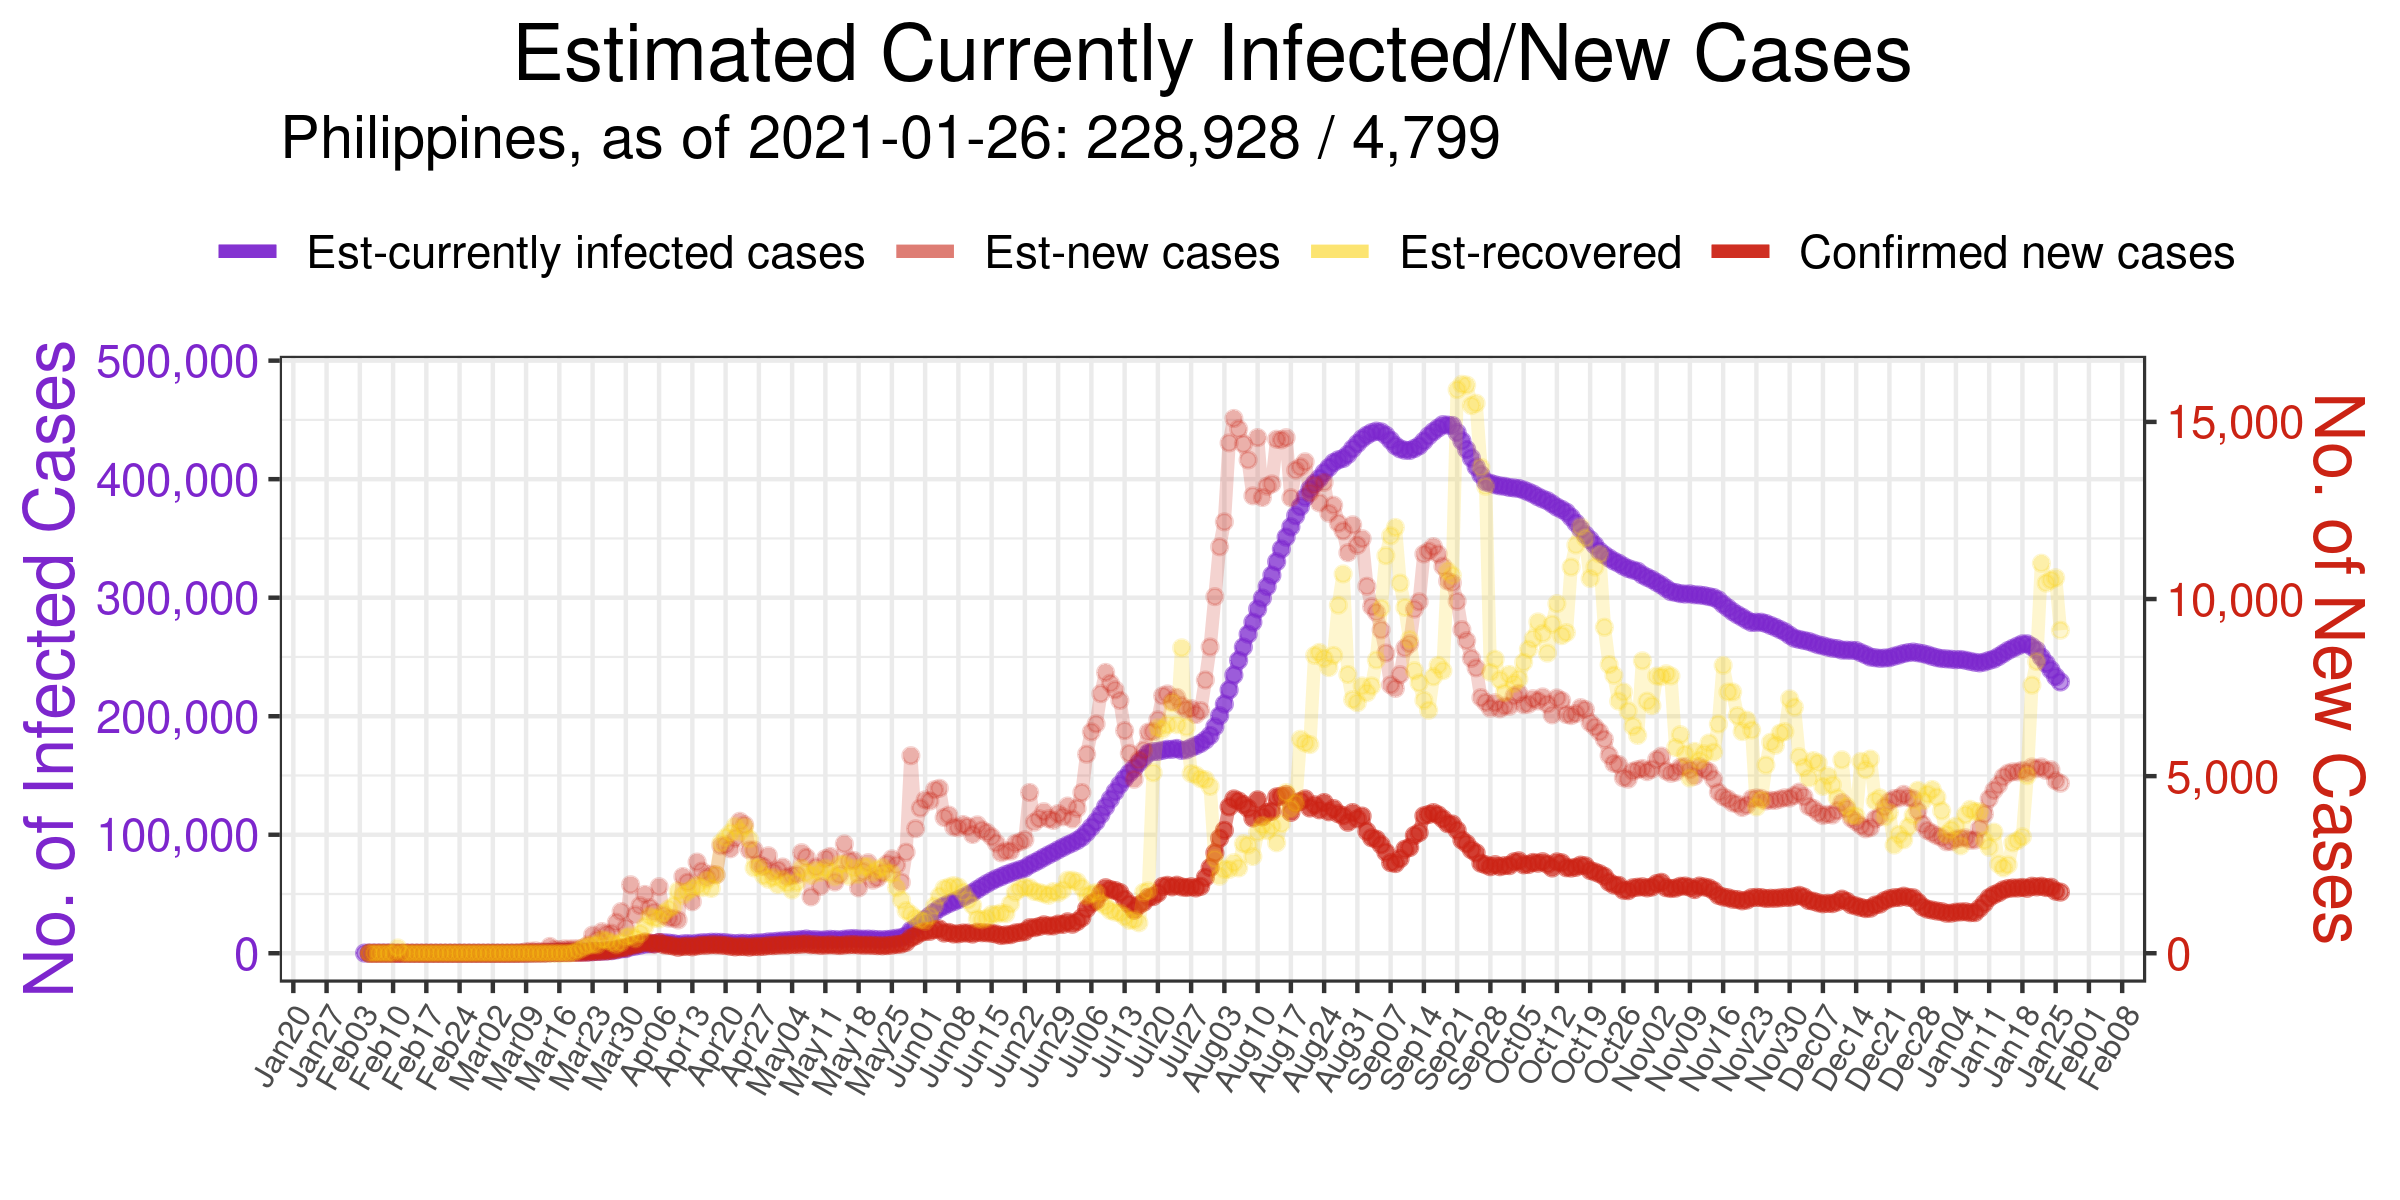 Estimated Currently Infected/New Cases
Philippines, as of 2021-01-26: 228,928 / 4,799
Est-currently infected cases Est-new cases Est-recovered Confirmed new cases
No. of Infected Cases
500,000
400,000
300,000
200,000
100,000
0
15,000
10,000
5,000
0
No. of New Cases
Jan20 Jan27 Feb03 Feb10 Feb17 Feb24 Mar02 Mar09 Mar16 Mar23 Mar30 Apr06 Apr13 Apr20 Apr27 May04 May11 May18 May25 Jun01 Jun08 Jun15 Jun22 Jun29 Jul06 Jul13 Jul20 Jul27 Aug03 Aug10 Aug17 Aug24 Aug31 Sep07 Sep14 Sep21 Sep28 Oct05 Oct12 Oct19 Oct26 Nov02 Nov09 Nov16 Nov23 Nov30 Dec07 Dec14 Dec21 Dec28 Jan04 Jan11 Jan18 Jan25 Feb01 Feb08